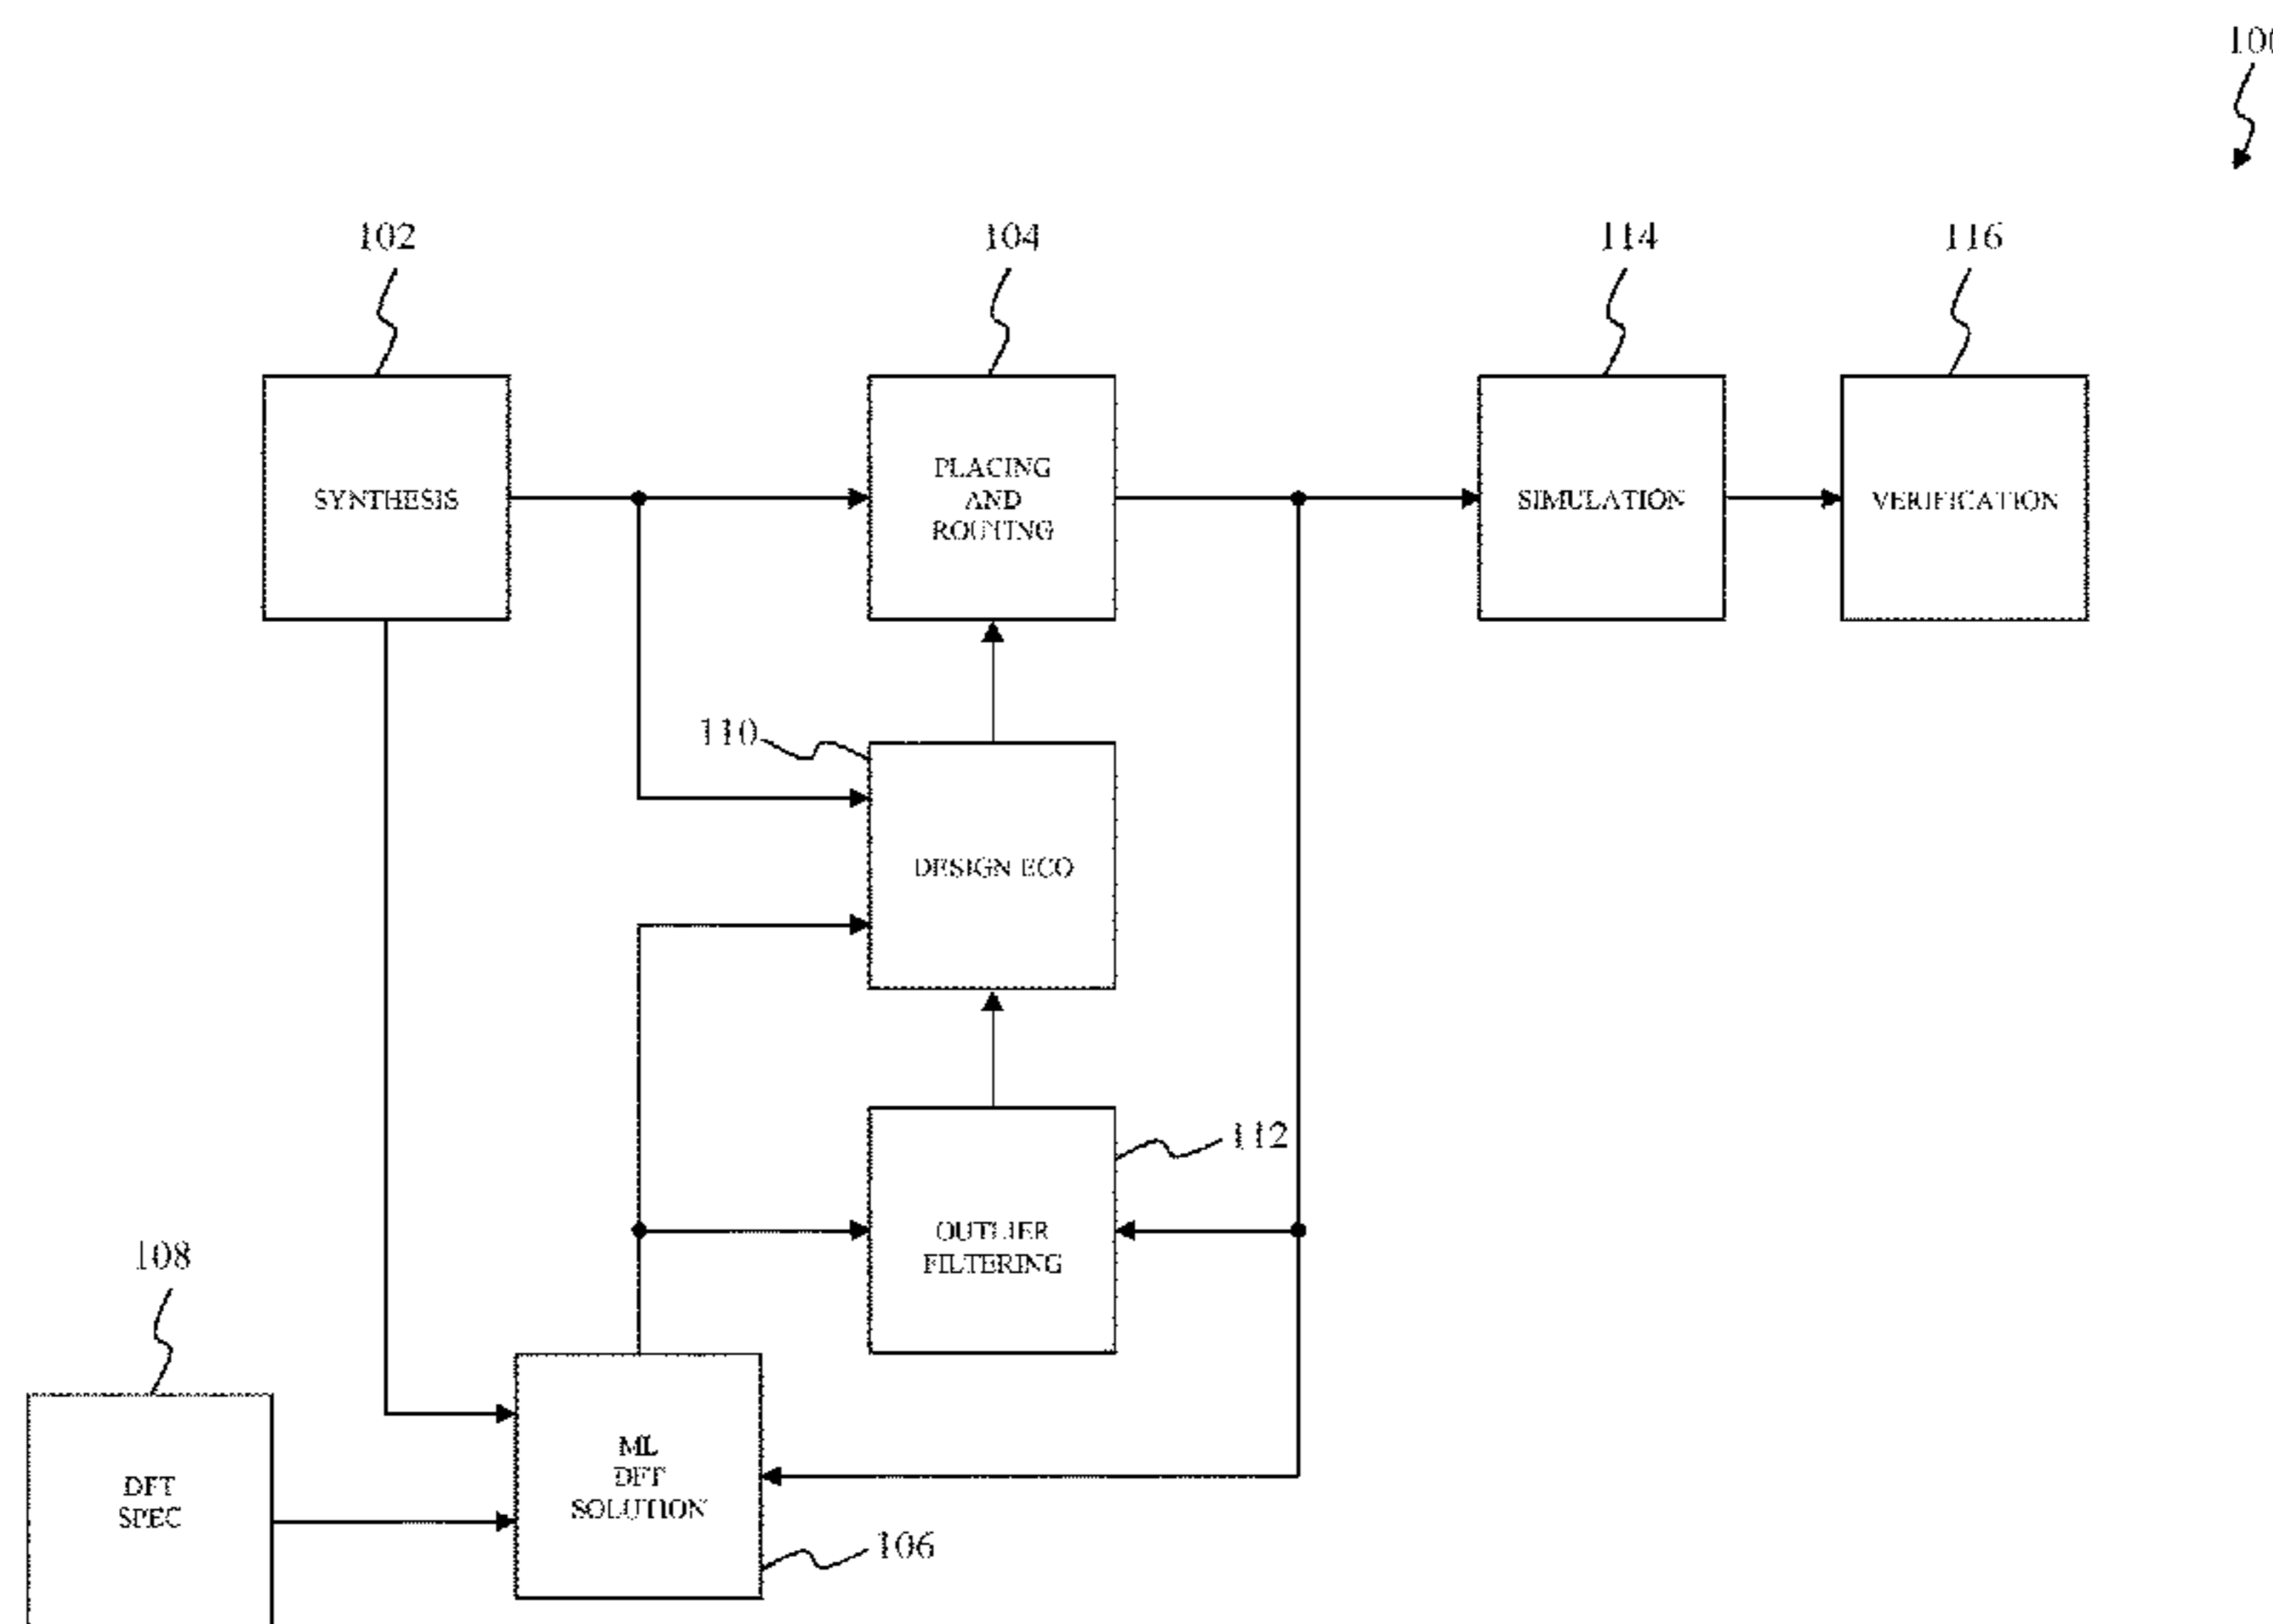 100
102
104
114
116
SYNTHESIS
PLACING
AND
ROUTING
SIMULATION
VERIFICATION
110
DESIGN ECO
112
OUTLIER
FILTERING
108
DFT
SPEC
ML
DFT
SOLUTION
106